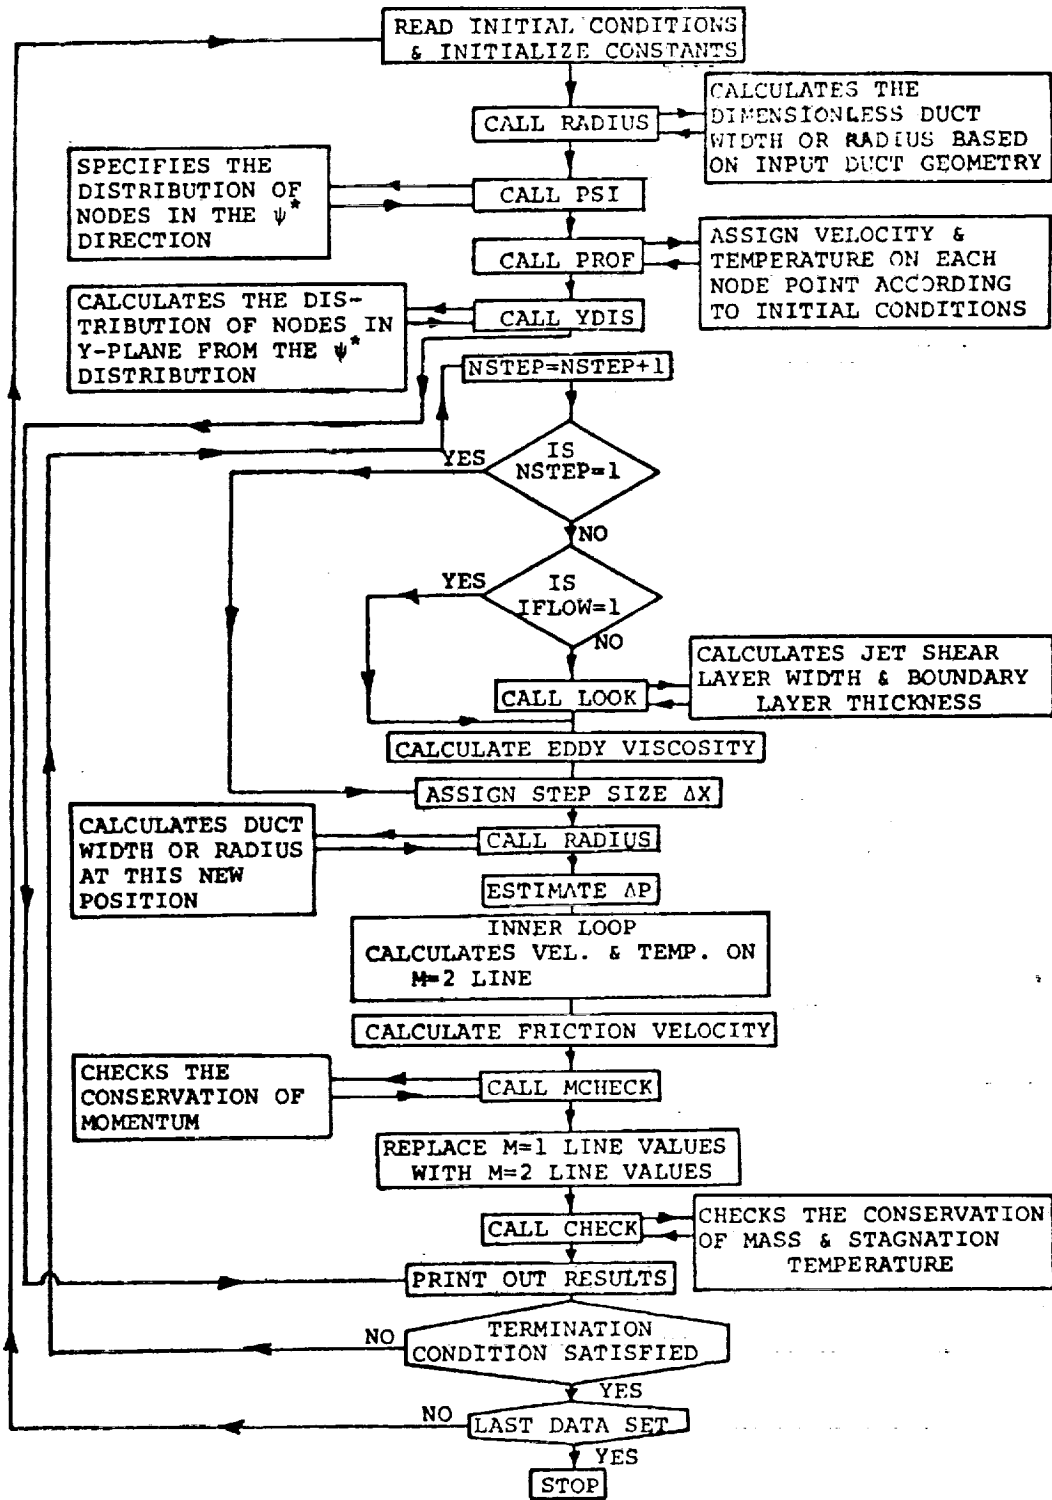 READ INITIAL CONDITIONS
& INITIALIZE CONSTANTS
CALL RADIUS
CALCULATES THE
DIMENSIONLESS DUCT
WIDTH OR RADIUS BASED
ON INPUT DUCT GEOMETRY
SPECIFIES THE
DISTRIBUTION OF
NODES IN THE ψ*
DIRECTION
CALL PSI
CALL PROF
ASSIGN VELOCITY &
TEMPERATURE ON EACH
NODE POINT ACCORDING
TO INITIAL CONDITIONS
CALCULATES THE DIS-
TRIBUTION OF NODES IN
Y-PLANE FROM THE ψ*
DISTRIBUTION
CALL YDIS
NSTEP=NSTEP+1
YES
IS
NSTEP=1
NO
YES
IS
IFLOW=1
NO
CALL LOOK
CALCULATES JET SHEAR
LAYER WIDTH & BOUNDARY
LAYER THICKNESS
CALCULATE EDDY VISCOSITY
ASSIGN STEP SIZE ΔX
CALCULATES DUCT
WIDTH OR RADIUS
AT THIS NEW
POSITION
CALL RADIUS
ESTIMATE ΔP
INNER LOOP
CALCULATES VEL. & TEMP. ON
M=2 LINE
CALCULATE FRICTION VELOCITY
CHECKS THE
CONSERVATION OF
MOMENTUM
CALL MCHECK
REPLACE M=1 LINE VALUES
WITH M=2 LINE VALUES
CALL CHECK
CHECKS THE CONSERVATION
OF MASS & STAGNATION
TEMPERATURE
PRINT OUT RESULTS
NO
TERMINATION
CONDITION SATISFIED
YES
NO
LAST DATA SET
YES
STOP